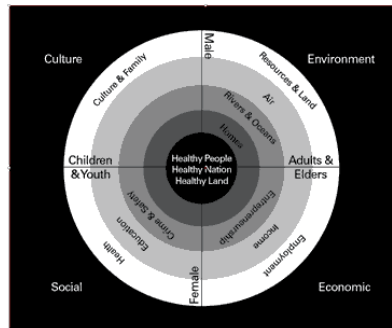 Culture
Male
Environment
Culture & Family
Resources & Land
Air
Rivers & Oceans
Homes
Children
& Youth
Healthy People
Healthy Nation
Healthy Land
Adults &
Elders
Crime & Safety
Education
Health
Entrepreneurship
Income
Employment
Female
Social
Economic